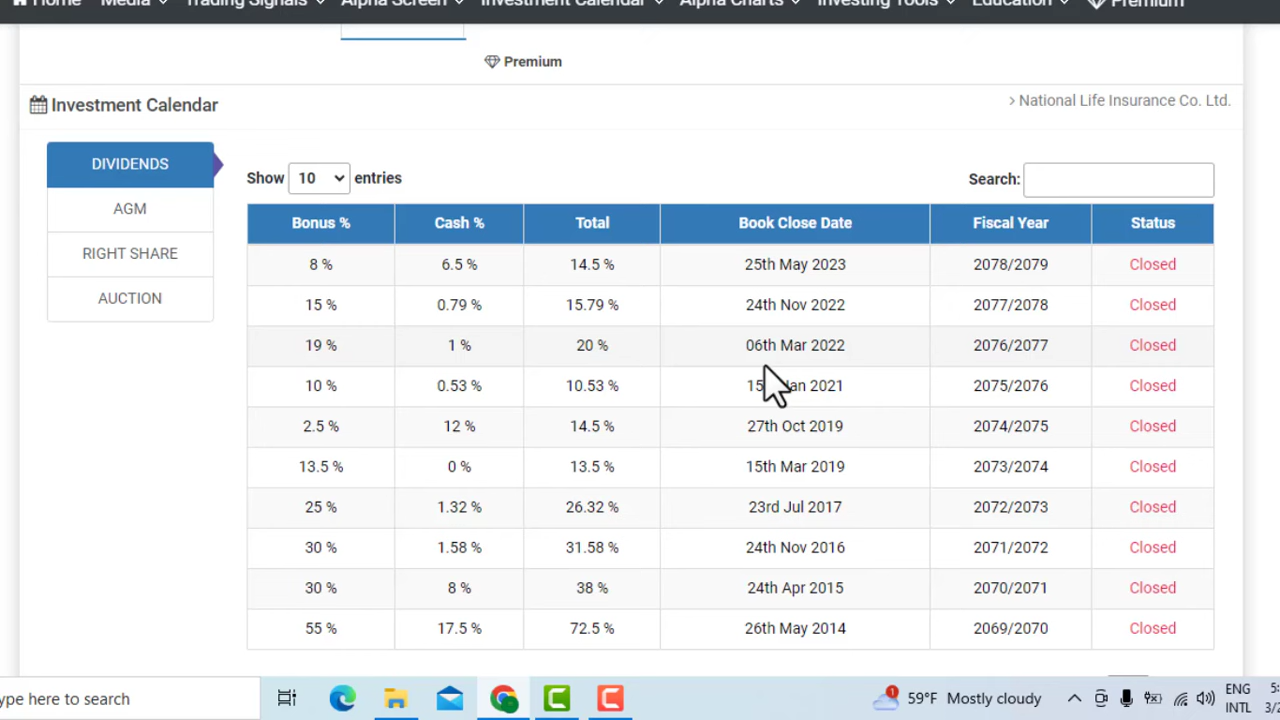 Home Media Trading Signals Alpha Screen Investment Calendar Alpha Charts Investing Tools Education Premium
Premium
Investment Calendar
> National Life Insurance Co. Ltd.
DIVIDENDS
AGM
RIGHT SHARE
AUCTION
Show 10 entries
Search:
Bonus % Cash % Total Book Close Date Fiscal Year Status
8 % 6.5 % 14.5 % 25th May 2023 2078/2079 Closed
15 % 0.79 % 15.79 % 24th Nov 2022 2077/2078 Closed
19 % 1 % 20 % 06th Mar 2022 2076/2077 Closed
10 % 0.53 % 10.53 % Jan 2021 2075/2076 Closed
2.5 % 12 % 14.5 % 27th Oct 2019 2074/2075 Closed
13.5 % 0 % 13.5 % 15th Mar 2019 2073/2074 Closed
25 % 1.32 % 26.32 % 23rd Jul 2017 2072/2073 Closed
30 % 1.58 % 31.58 % 24th Nov 2016 2071/2072 Closed
30 % 8 % 38 % 24th Apr 2015 2070/2071 Closed
55 % 17.5 % 72.5 % 26th May 2014 2069/2070 Closed
ype here to search
1
59°F Mostly cloudy
ENG
INTL